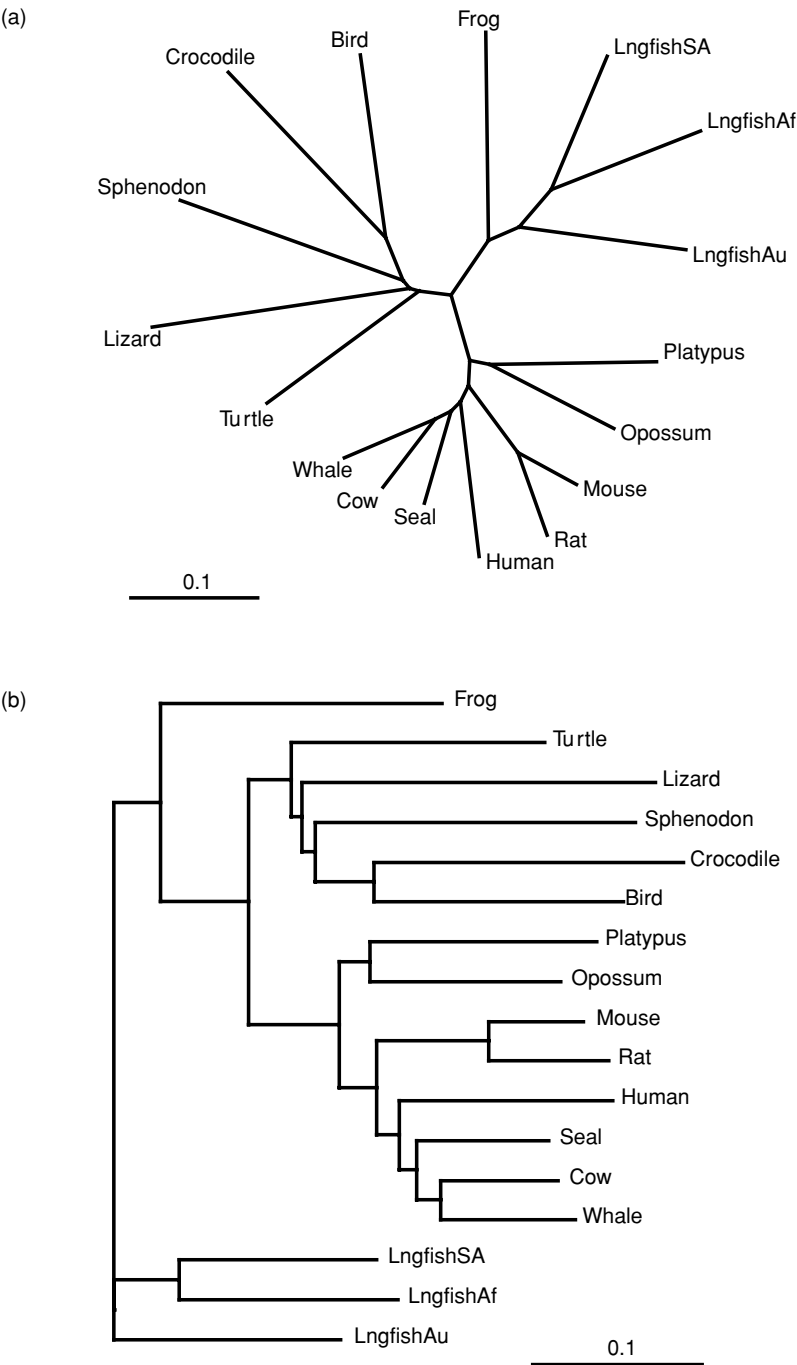 (a)
Frog
Bird
LngfishSA
Crocodile
LngfishAf
Sphenodon
LngfishAu
Lizard
Platypus
Turtle
Opossum
Whale
Mouse
Cow
Seal
Rat
Human
0.1
(b)
Frog
Turtle
Lizard
Sphenodon
Crocodile
Bird
Platypus
Opossum
Mouse
Rat
Human
Seal
Cow
Whale
LngfishSA
LngfishAf
LngfishAu
0.1